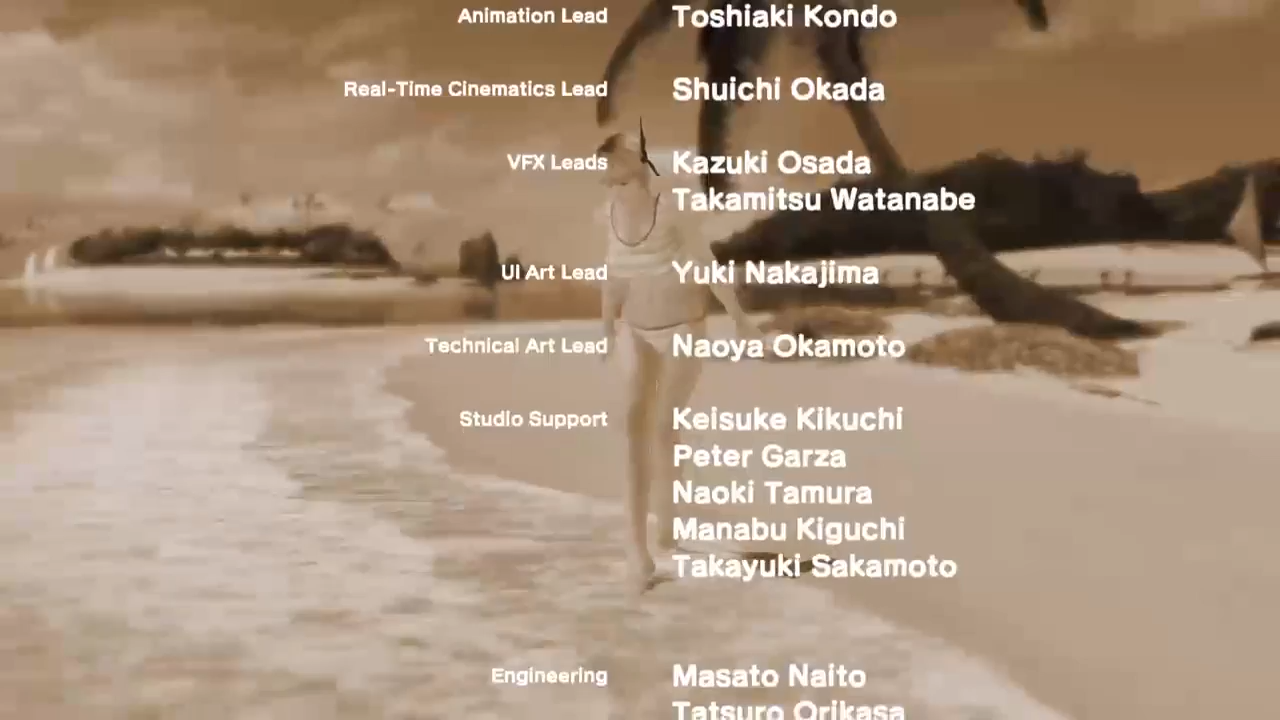 Animation Lead Toshiaki Kondo
Real-Time Cinematics Lead Shuichi Okada
VFX Leads Kazuki Osada
Takamitsu Watanabe
UI Art Lead Yuki Nakajima
Technical Art Lead Naoya Okamoto
Studio Support Keisuke Kikuchi
Peter Garza
Naoki Tamura
Manabu Kiguchi
Takayuki Sakamoto
Engineering Masato Naito
Tatsuro Orikasa